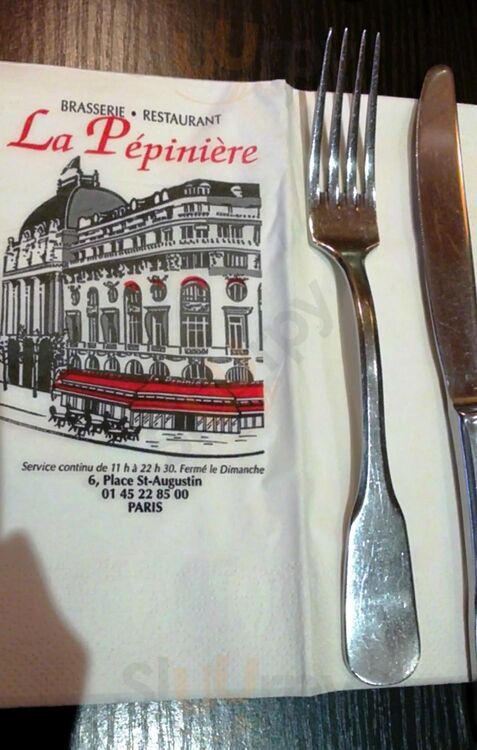 BRASSERIE • RESTAURANT
La Pépinière
Service continu de 11 h à 22 h 30. Fermé le Dimanche
6, Place St-Augustin
01 45 22 85 00
PARIS